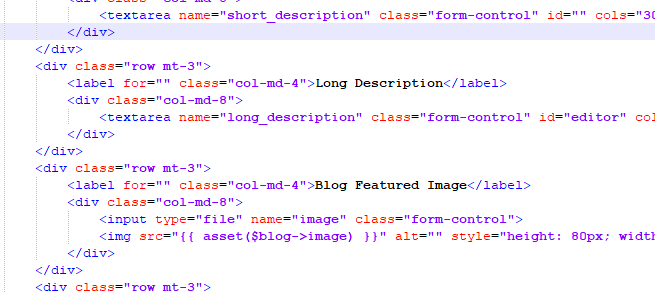 <div class="col-md-8">
<textarea name="short_description" class="form-control" id="" cols="30
</div>
</div>
<div class="row mt-3">
<label for="" class="col-md-4">Long Description</label>
<div class="col-md-8">
<textarea name="long_description" class="form-control" id="editor" col
</div>
</div>
<div class="row mt-3">
<label for="" class="col-md-4">Blog Featured Image</label>
<div class="col-md-8">
<input type="file" name="image" class="form-control">
<img src="{{ asset($blog->image) }}" alt="" style="height: 80px; width
</div>
</div>
<div class="row mt-3">